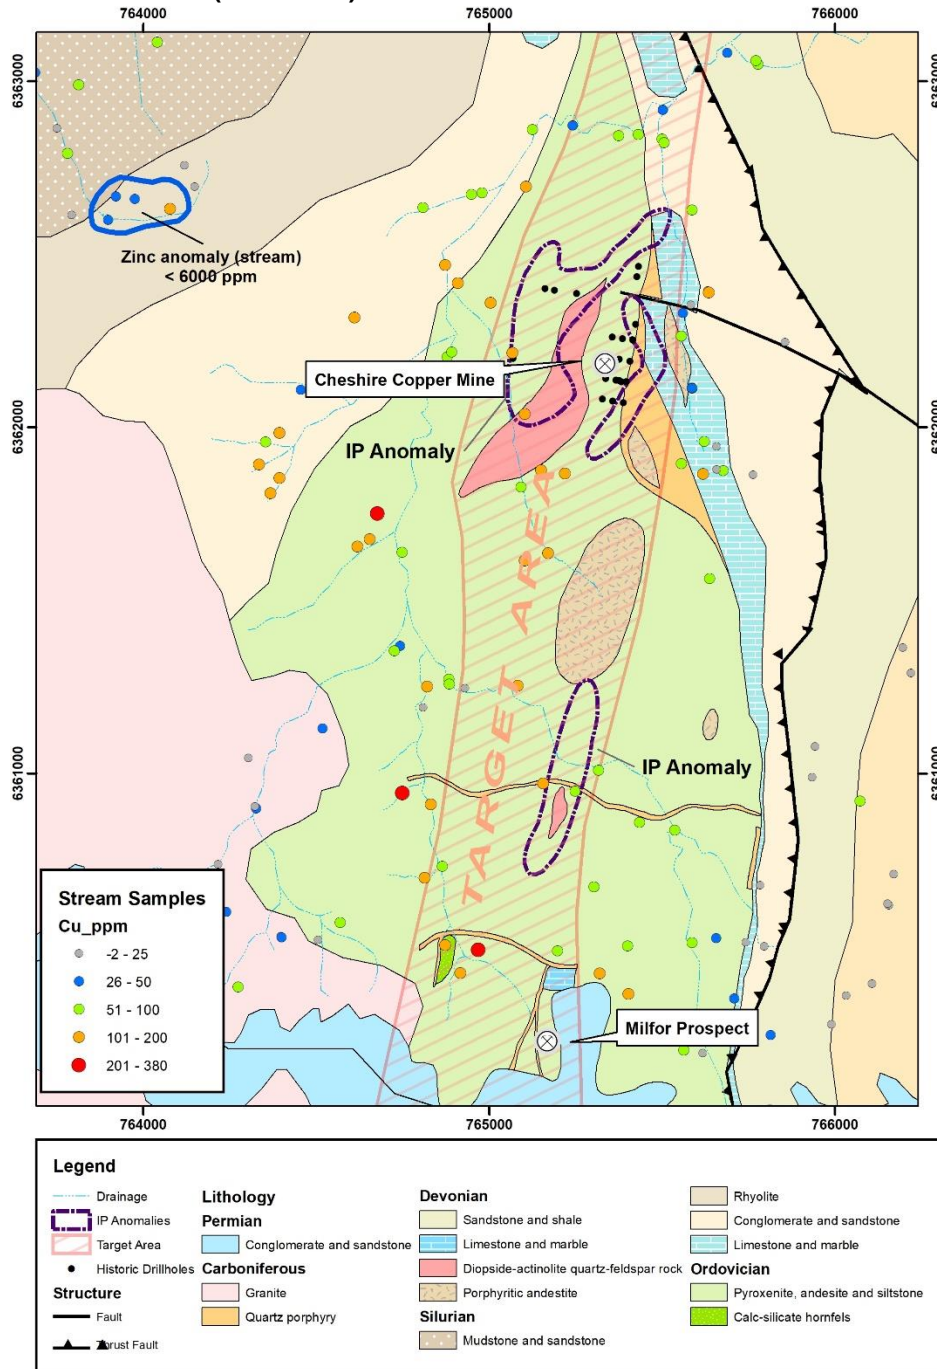 764000
765000
766000
6363000
6363000
Zinc anomaly (stream)
< 6000 ppm
Cheshire Copper Mine
6362000
6362000
IP Anomaly
TARGET AREA
6361000
6361000
IP Anomaly
Stream Samples
Cu_ppm
-2 - 25
26 - 50
51 - 100
101 - 200
201 - 380
Milfor Prospect
764000
765000
766000
Legend
Drainage
IP Anomalies
Target Area
Historic Drillholes
Structure
Fault
Thrust Fault
Lithology
Permian
Conglomerate and sandstone
Carboniferous
Granite
Quartz porphyry
Devonian
Sandstone and shale
Limestone and marble
Diopside-actinolite quartz-feldspar rock
Porphyritic andestite
Silurian
Mudstone and sandstone
Rhyolite
Conglomerate and sandstone
Limestone and marble
Ordovician
Pyroxenite, andesite and siltstone
Calc-silicate hornfels